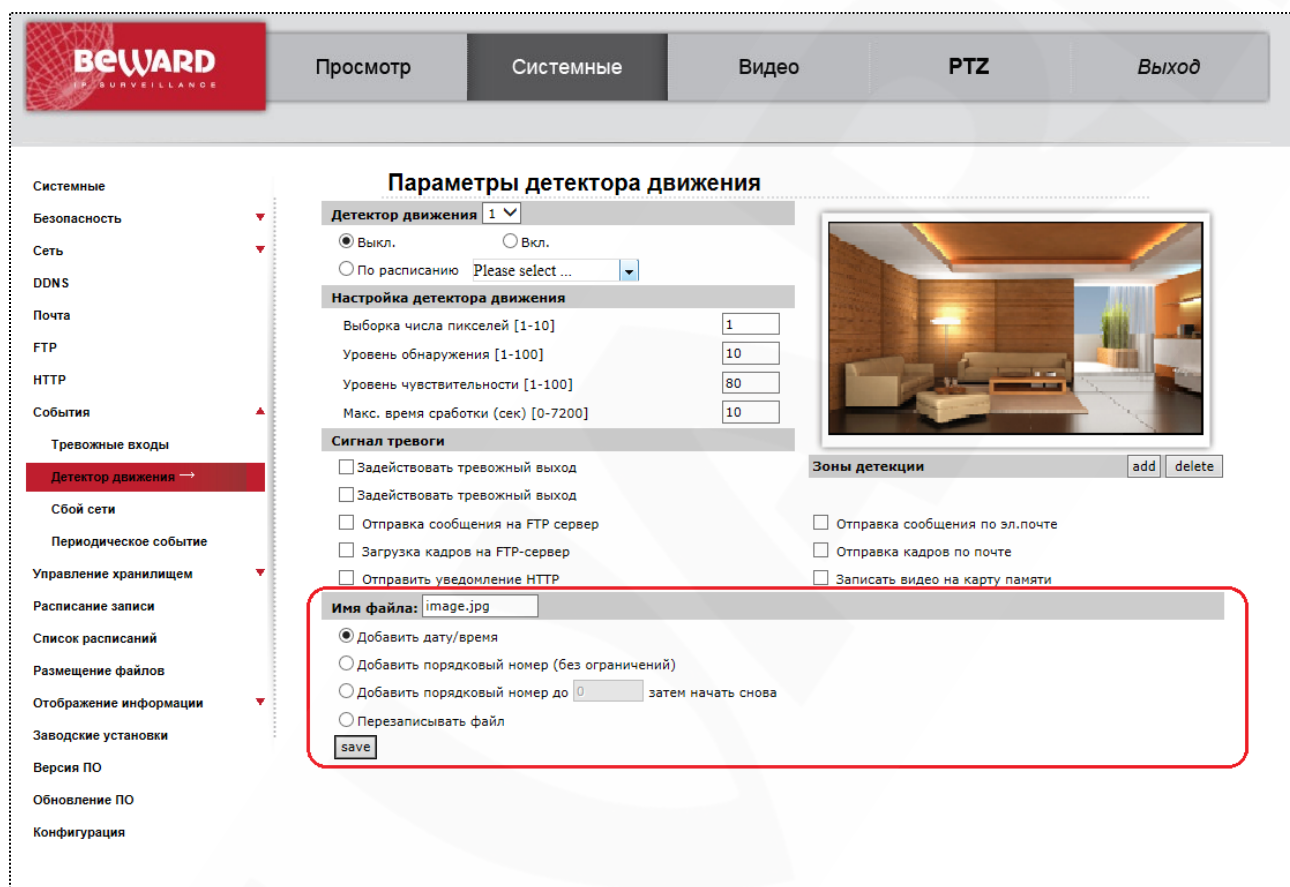 BEWARD
IP SURVEILLANCE
Просмотр
Системные
Видео
PTZ
Выход
Системные
Безопасность
Сеть
DDNS
Почта
FTP
HTTP
События
Тревожные входы
Детектор движения →
Сбой сети
Периодическое событие
Управление хранилищем
Расписание записи
Список расписаний
Размещение файлов
Отображение информации
Заводские установки
Версия ПО
Обновление ПО
Конфигурация
Параметры детектора движения
Детектор движения 1
Выкл. Вкл.
По расписанию Please select ...
Настройка детектора движения
Выборка числа пикселей [1-10] 1
Уровень обнаружения [1-100] 10
Уровень чувствительности [1-100] 80
Макс. время сработки (сек) [0-7200] 10
Сигнал тревоги
Зоны детекции add delete
Задействовать тревожный выход
Задействовать тревожный выход
Отправка сообщения на FTP сервер Отправка сообщения по эл.почте
Загрузка кадров на FTP-сервер Отправка кадров по почте
Отправить уведомление HTTP Записать видео на карту памяти
Имя файла: image.jpg
Добавить дату/время
Добавить порядковый номер (без ограничений)
Добавить порядковый номер до 0 затем начать снова
Перезаписывать файл
save